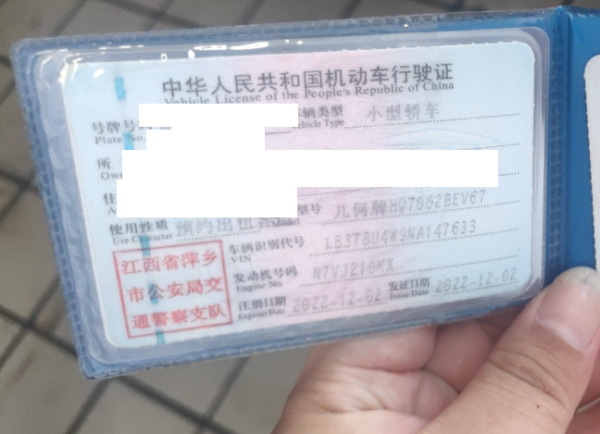 中华人民共和国机动车行驶证
Vehicle License of the People's Republic of China
号牌号
Plate No.
车辆类型 小型轿车
Vehicle Type
所
Own
住
A
使用性质 预约出租客
Use Character
型号 几何牌HQ7002BEV67
Model
江西省萍乡
市公安局交
通警察支队
车辆识别代号 LB378U4W9NA147633
VIN
发动机号码 N7VJ210MX
Engine No.
注册日期 2022-12-02
Register Date
发证日期 2022-12-02
Issue Date